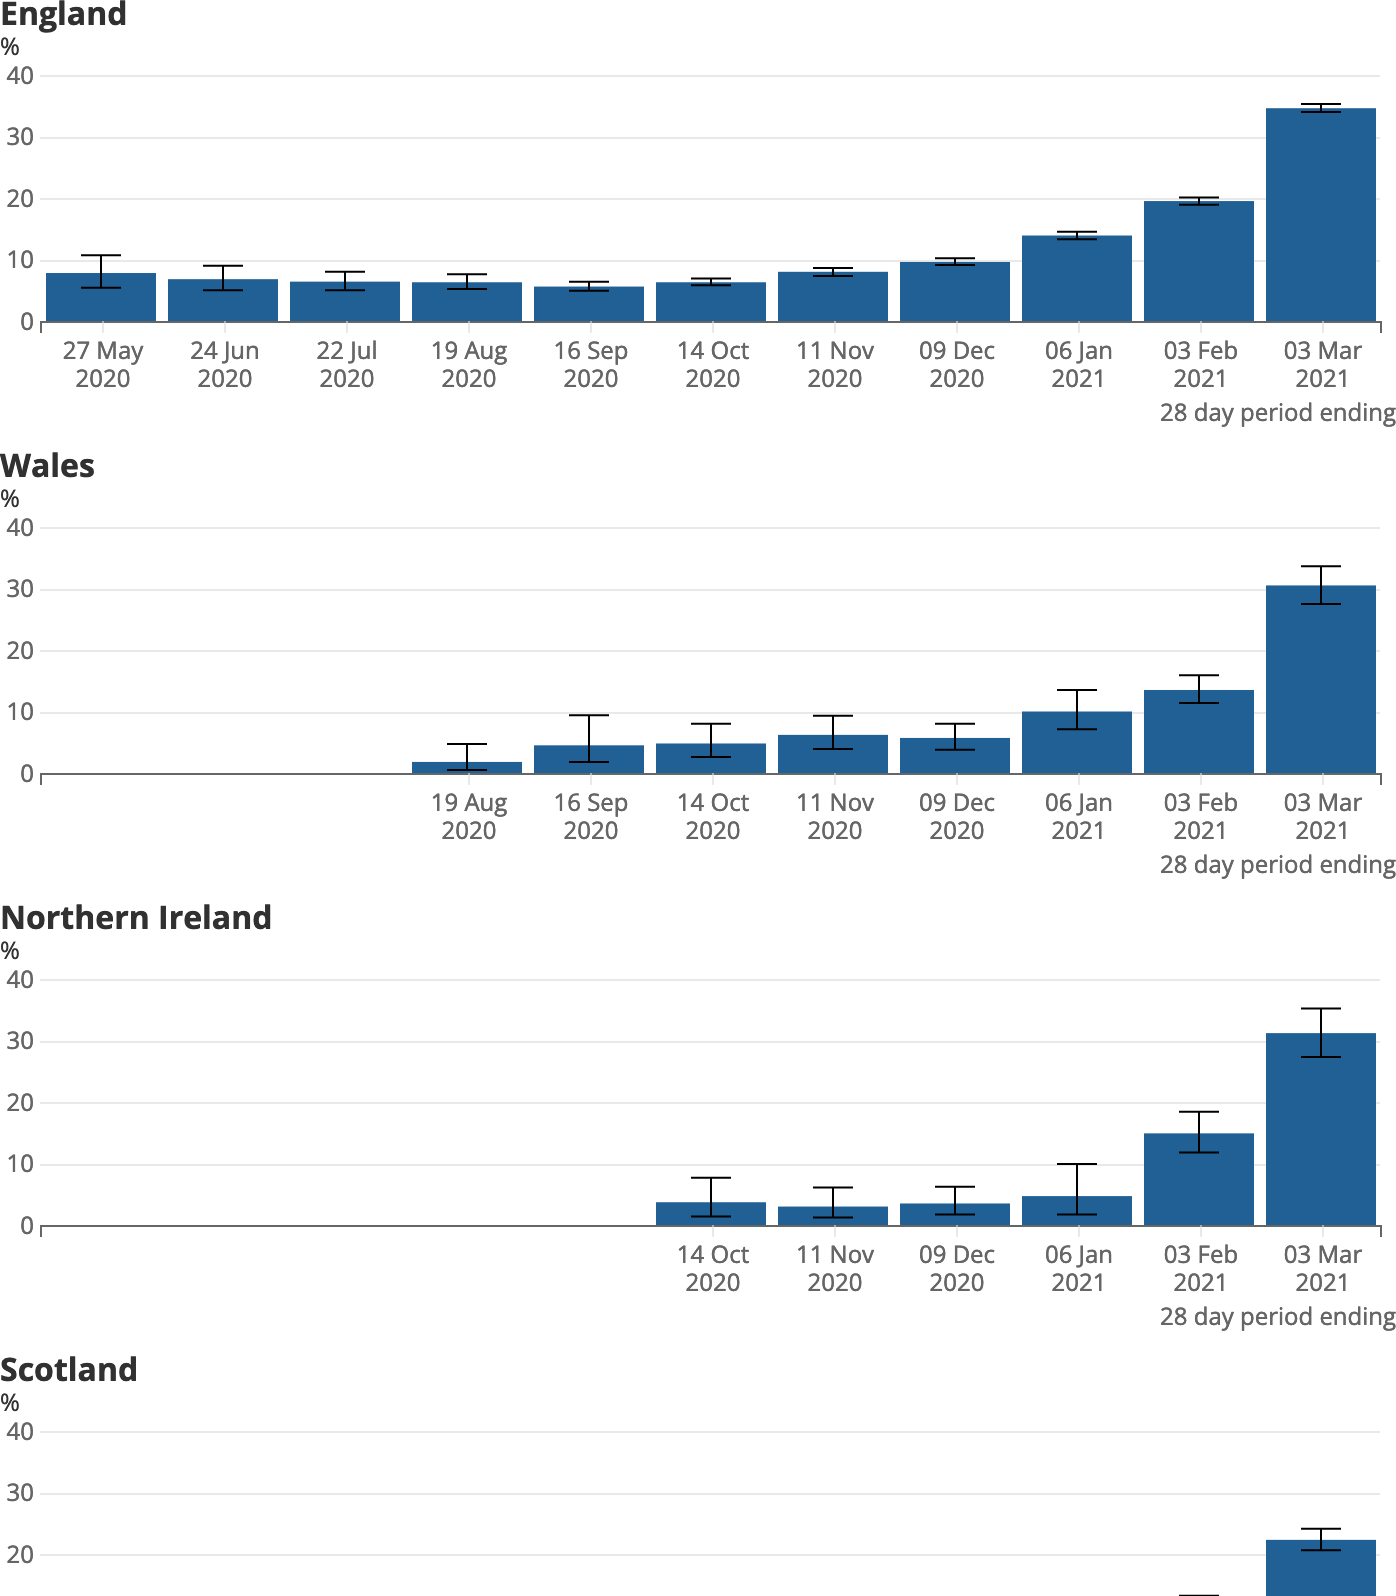 England
%
40
30
20
10
0
27 May 24 Jun 22 Jul 19 Aug 16 Sep 14 Oct 11 Nov 09 Dec 06 Jan 03 Feb 03 Mar
2020 2020 2020 2020 2020 2020 2020 2020 2021 2021 2021
28 day period ending
Wales
%
40
30
20
10
0
19 Aug 16 Sep 14 Oct 11 Nov 09 Dec 06 Jan 03 Feb 03 Mar
2020 2020 2020 2020 2020 2021 2021 2021
28 day period ending
Northern Ireland
%
40
30
20
10
0
14 Oct 11 Nov 09 Dec 06 Jan 03 Feb 03 Mar
2020 2020 2020 2021 2021 2021
28 day period ending
Scotland
%
40
30
20